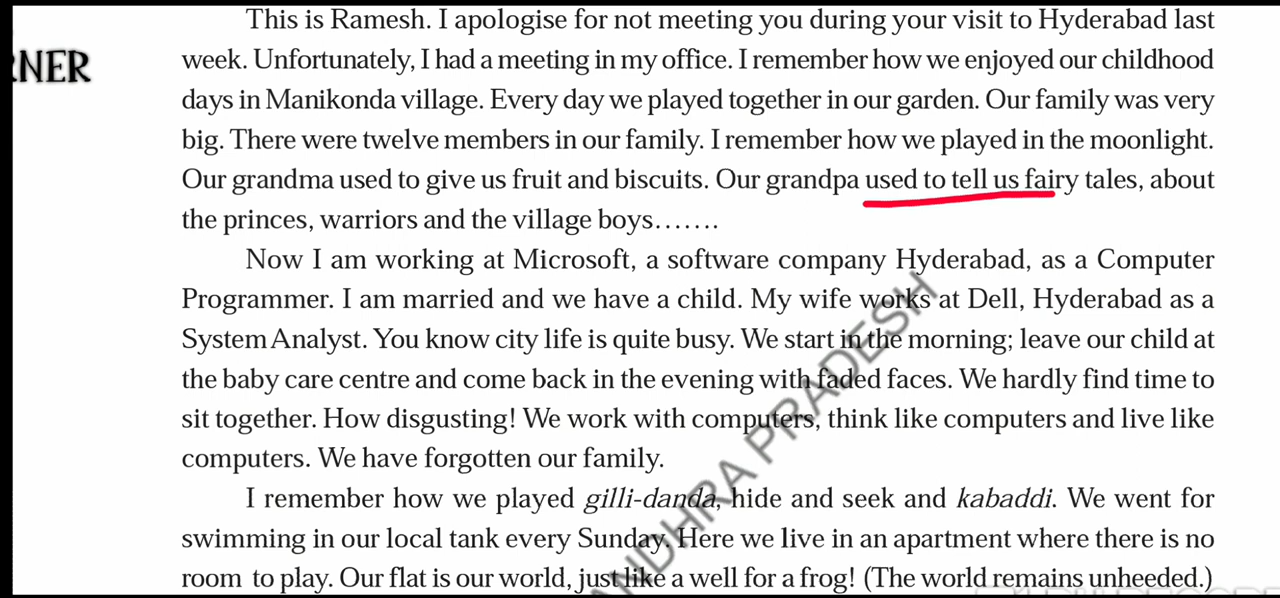 This is Ramesh. I apologise for not meeting you during your visit to Hyderabad last
RNER
week. Unfortunately, I had a meeting in my office. I remember how we enjoyed our childhood
days in Manikonda village. Every day we played together in our garden. Our family was very
big. There were twelve members in our family. I remember how we played in the moonlight.
Our grandma used to give us fruit and biscuits. Our grandpa used to tell us fairy tales, about
the princes, warriors and the village boys.......
Now I am working at Microsoft, a software company Hyderabad, as a Computer
Programmer. I am married and we have a child. My wife works at Dell, Hyderabad as a
System Analyst. You know city life is quite busy. We start in the morning; leave our child at
the baby care centre and come back in the evening with faded faces. We hardly find time to
sit together. How disgusting! We work with computers, think like computers and live like
computers. We have forgotten our family.
I remember how we played gilli-danda, hide and seek and kabaddi. We went for
swimming in our local tank every Sunday. Here we live in an apartment where there is no
room to play. Our flat is our world, just like a well for a frog! (The world remains unheeded.)
ANDHRA PRADESH